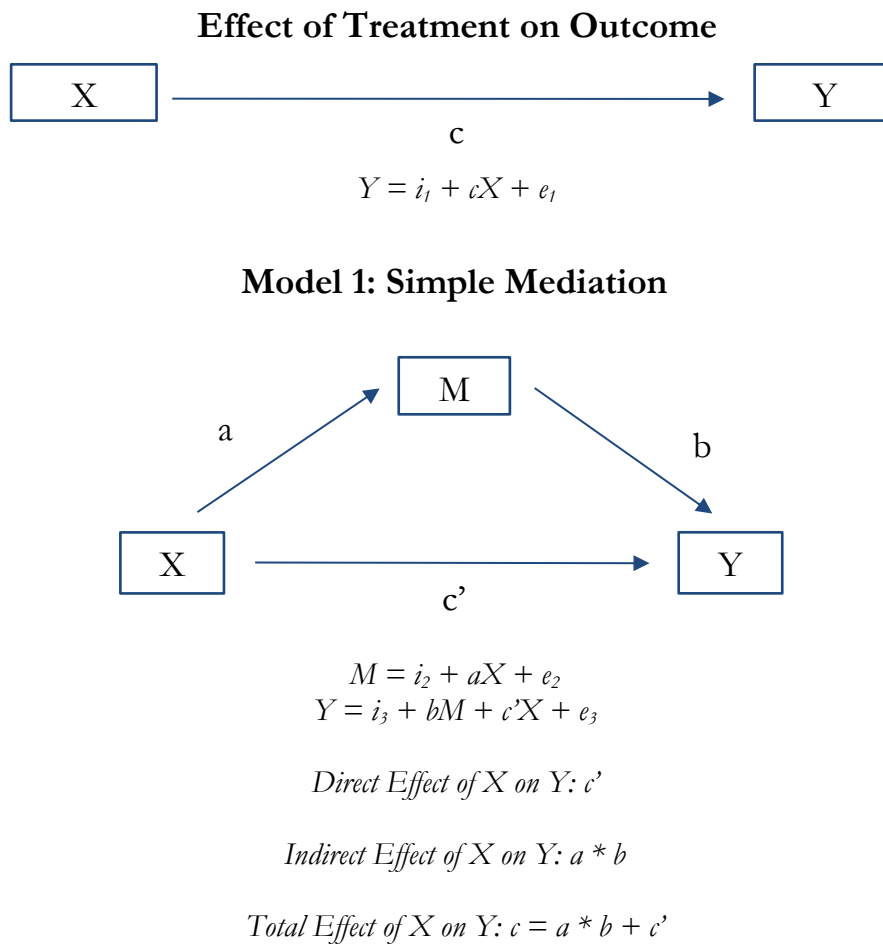 Effect of Treatment on Outcome
X Y
c
Y = i₁ + cX + e₁
Model 1: Simple Mediation
M
a b
X Y
c’
M = i₂ + aX + e₂
Y = i₃ + bM + c’X + e₃
Direct Effect of X on Y: c’
Indirect Effect of X on Y: a * b
Total Effect of X on Y: c = a * b + c’